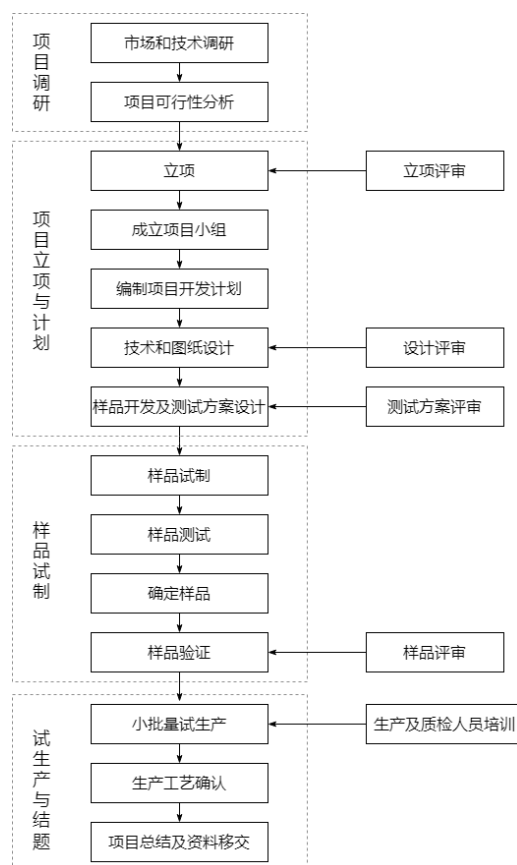 项目调研
市场和技术调研
项目可行性分析
项目立项与计划
立项
立项评审
成立项目小组
编制项目开发计划
技术和图纸设计
设计评审
样品开发及测试方案设计
测试方案评审
样品试制
样品试制
样品测试
确定样品
样品验证
样品评审
试生产与结题
小批量试生产
生产及质检人员培训
生产工艺确认
项目总结及资料移交